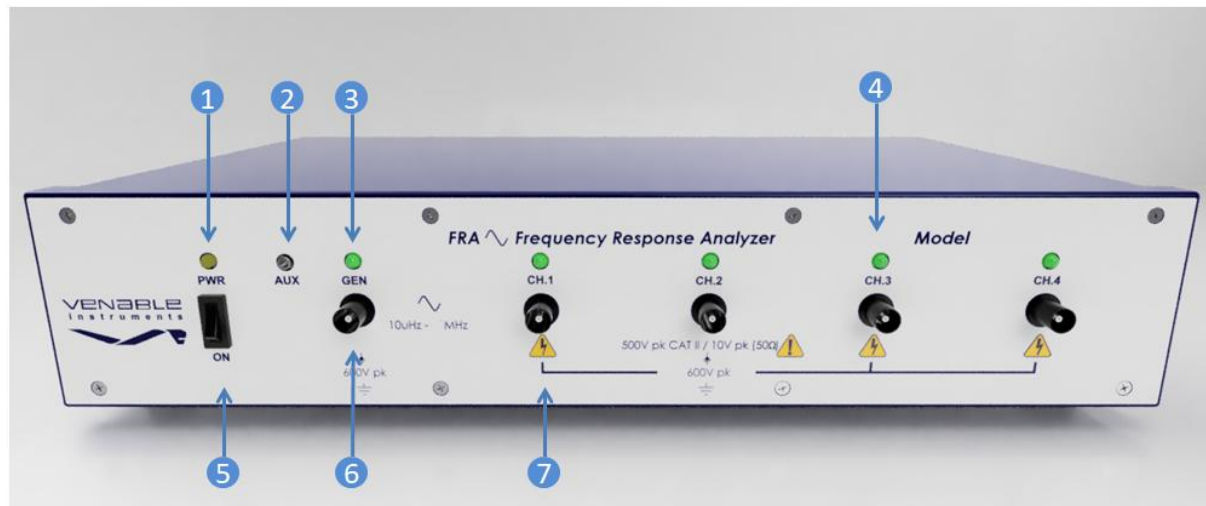 1 2 3 4
FRA Frequency Response Analyzer Model
PWR AUX GEN CH.1 CH.2 CH.3 CH.4
VENABLE
instruments
10uHz - MHz
ON
500V pk CAT II / 10V pk (50Ω)
600V pk 600V pk
5 6 7